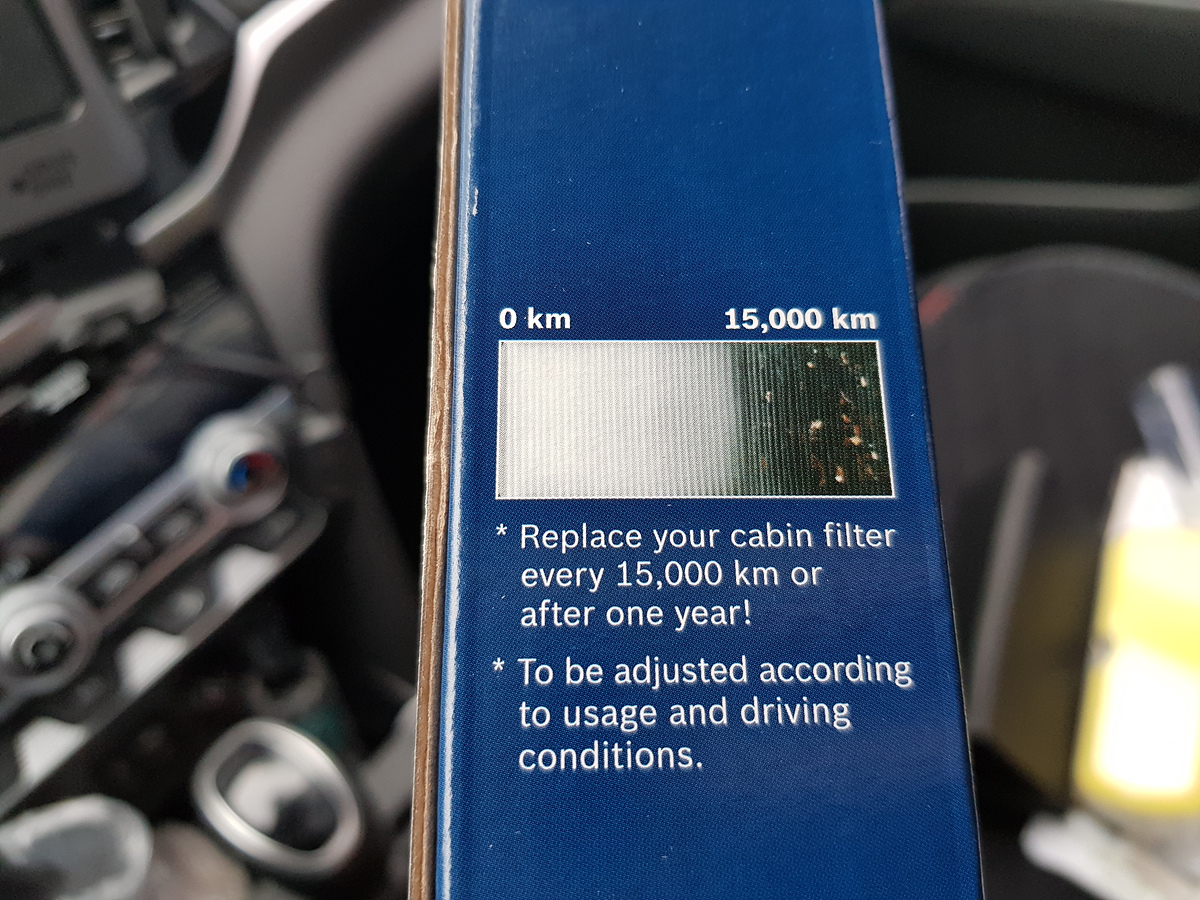 0 km 15,000 km
* Replace your cabin filter
every 15,000 km or
after one year!
* To be adjusted according
to usage and driving
conditions.